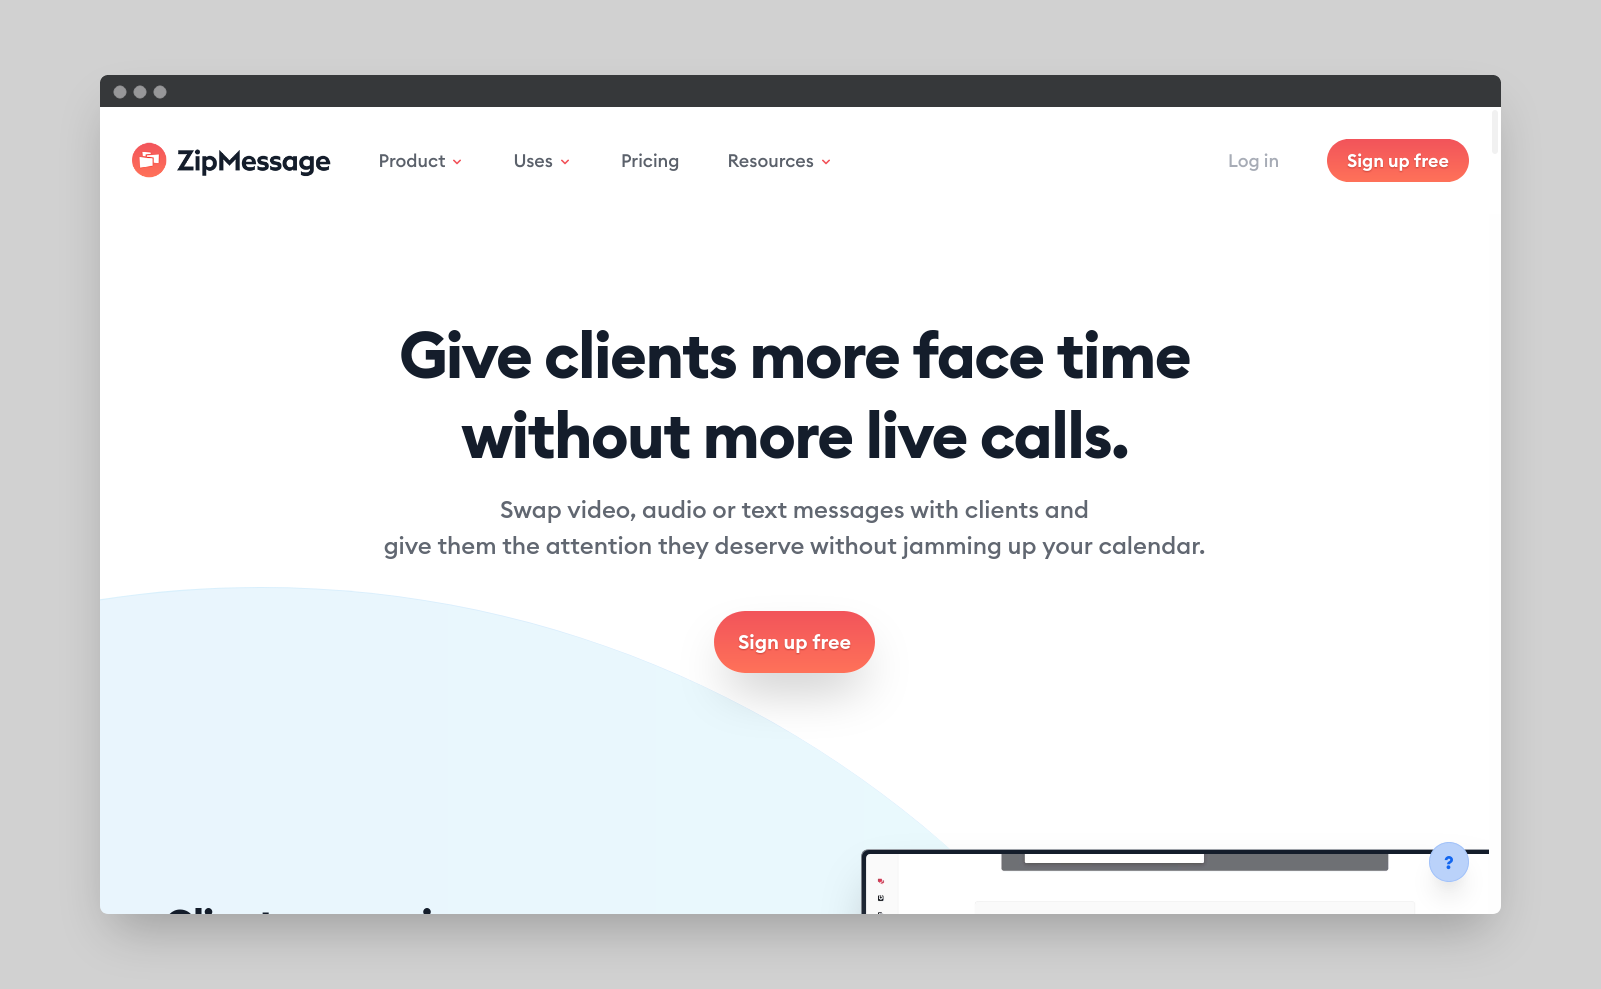 ZipMessage
Product
Uses
Pricing
Resources
Log in
Sign up free
Give clients more face time
without more live calls.
Swap video, audio or text messages with clients and
give them the attention they deserve without jamming up your calendar.
Sign up free
?